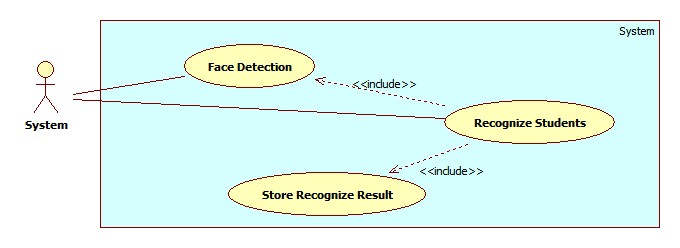 System
Face Detection
<<include>>
System
Recognize Students
<<include>>
Store Recognize Result